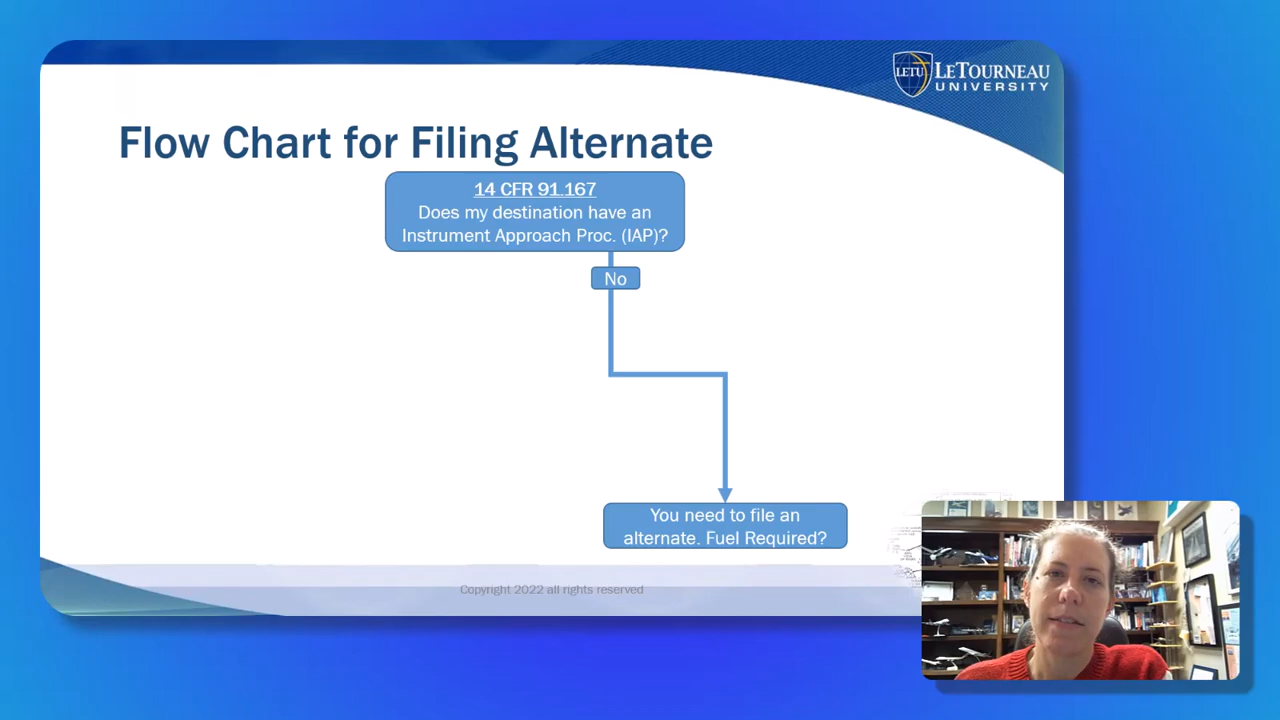 LETU
LETOURNEAU
UNIVERSITY
Flow Chart for Filing Alternate
14 CFR 91.167
Does my destination have an
Instrument Approach Proc. (IAP)?
No
You need to file an
alternate. Fuel Required?
Copyright 2022 all rights reserved